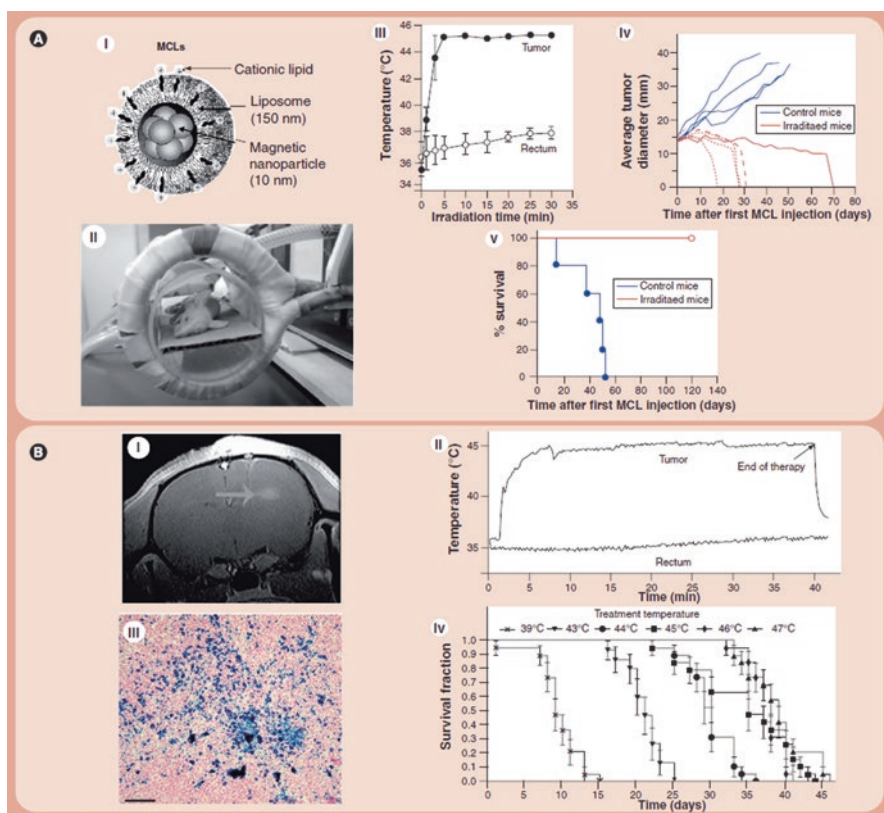 A
I
MCLs
Cationic lipid
Liposome
(150 nm)
Magnetic
nanoparticle
(10 nm)
II
III
Temperature (°C)
46
44
42
40
38
36
34
Tumor
Rectum
0 5 10 15 20 25 30 35
Irradiation time (min)
Iv
Average tumor
diameter (mm)
50
40
30
20
10
0
Control mice
Irraditaed mice
0 10 20 30 40 50 60 70 80
Time after first MCL injection (days)
V
% survival
100
80
60
40
20
0
Control mice
Irraditaed mice
0 20 40 60 80 100 120 140
Time after first MCL injection (days)
B
I
II
Temperature (°C)
45
35
Tumor
End of therapy
Rectum
0 5 10 15 20 25 30 35 40
Time (min)
III
Iv
Treatment temperature
39°C 43°C 44°C 45°C 46°C 47°C
Survival fraction
1.0
0.9
0.8
0.7
0.6
0.5
0.4
0.3
0.2
0.1
0.0
0 5 10 15 20 25 30 35 40 45
Time (days)